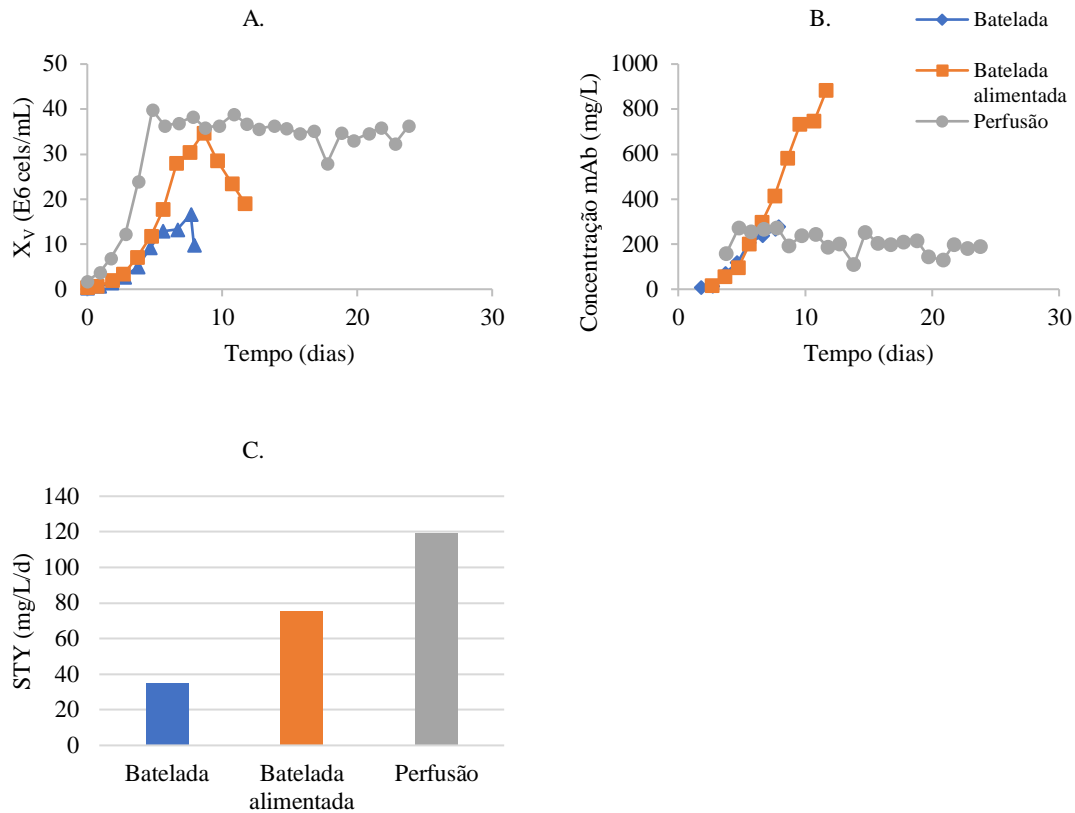 A.
X_V (E6 cels/mL)
50
40
30
20
10
0
0 10 20 30
Tempo (dias)
B.
Concentração mAb (mg/L)
1000
800
600
400
200
0
0 10 20 30
Tempo (dias)
Batelada
Batelada
alimentada
Perfusão
C.
STY (mg/L/d)
140
120
100
80
60
40
20
0
Batelada
Batelada
alimentada
Perfusão